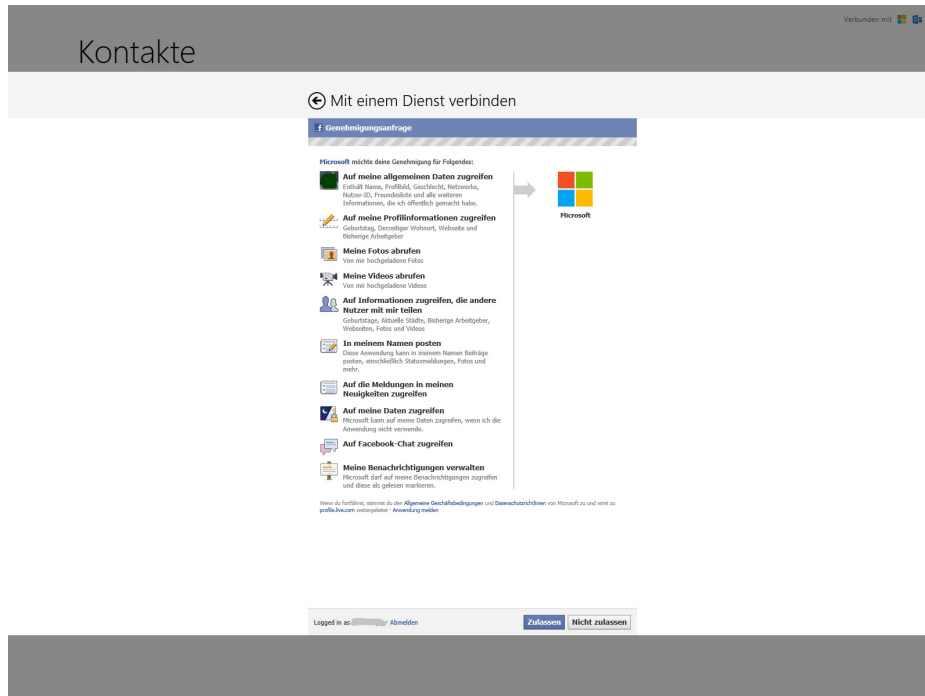 Verbunden mit
Kontakte
Mit einem Dienst verbinden
Genehmigungsanfrage
Microsoft möchte deine Genehmigung für Folgendes:
Auf meine allgemeinen Daten zugreifen
Enthält Name, Profilbild, Geschlecht, Netzwerke,
Nutzer-ID, Freundesliste und alle weiteren
Informationen, die ich öffentlich gemacht habe.
Microsoft
Auf meine Profilinformationen zugreifen
Geburtstag, Derzeitiger Wohnort, Webseite und
Bisherige Arbeitgeber
Meine Fotos abrufen
Von mir hochgeladene Fotos
Meine Videos abrufen
Von mir hochgeladene Videos
Auf Informationen zugreifen, die andere
Nutzer mit mir teilen
Geburtstage, Aktuelle Städte, Bisherige Arbeitgeber,
Webseiten, Fotos und Videos
In meinem Namen posten
Diese Anwendung kann in meinem Namen Beiträge
posten, einschließlich Statusmeldungen, Fotos und
mehr.
Auf die Meldungen in meinen
Neuigkeiten zugreifen
Auf meine Daten zugreifen
Microsoft kann auf meine Daten zugreifen, wenn ich die
Anwendung nicht verwende.
Auf Facebook-Chat zugreifen
Meine Benachrichtigungen verwalten
Microsoft darf auf meine Benachrichtigungen zugreifen
und diese als gelesen markieren.
Wenn du fortfährst, stimmst du den Allgemeine Geschäftsbedingungen und Datenschutzrichtlinien von Microsoft zu und wirst zu
profile.live.com weitergeleitet · Anwendung melden
Logged in as · Abmelden
Zulassen
Nicht zulassen